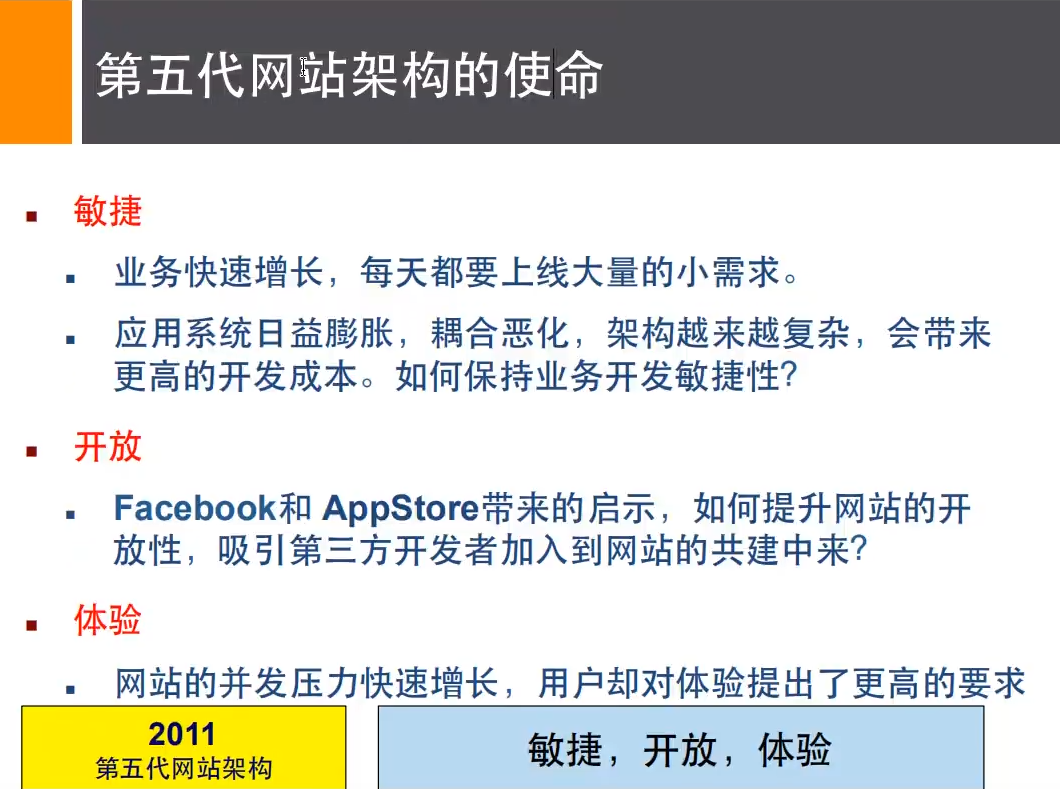 第五代网站架构的使命
敏捷
业务快速增长，每天都要上线大量的小需求。
应用系统日益膨胀，耦合恶化，架构越来越复杂，会带来
更高的开发成本。如何保持业务开发敏捷性？
开放
Facebook和 AppStore带来的启示，如何提升网站的开
放性，吸引第三方开发者加入到网站的共建中来？
体验
网站的并发压力快速增长，用户却对体验提出了更高的要求
2011
第五代网站架构
敏捷，开放，体验